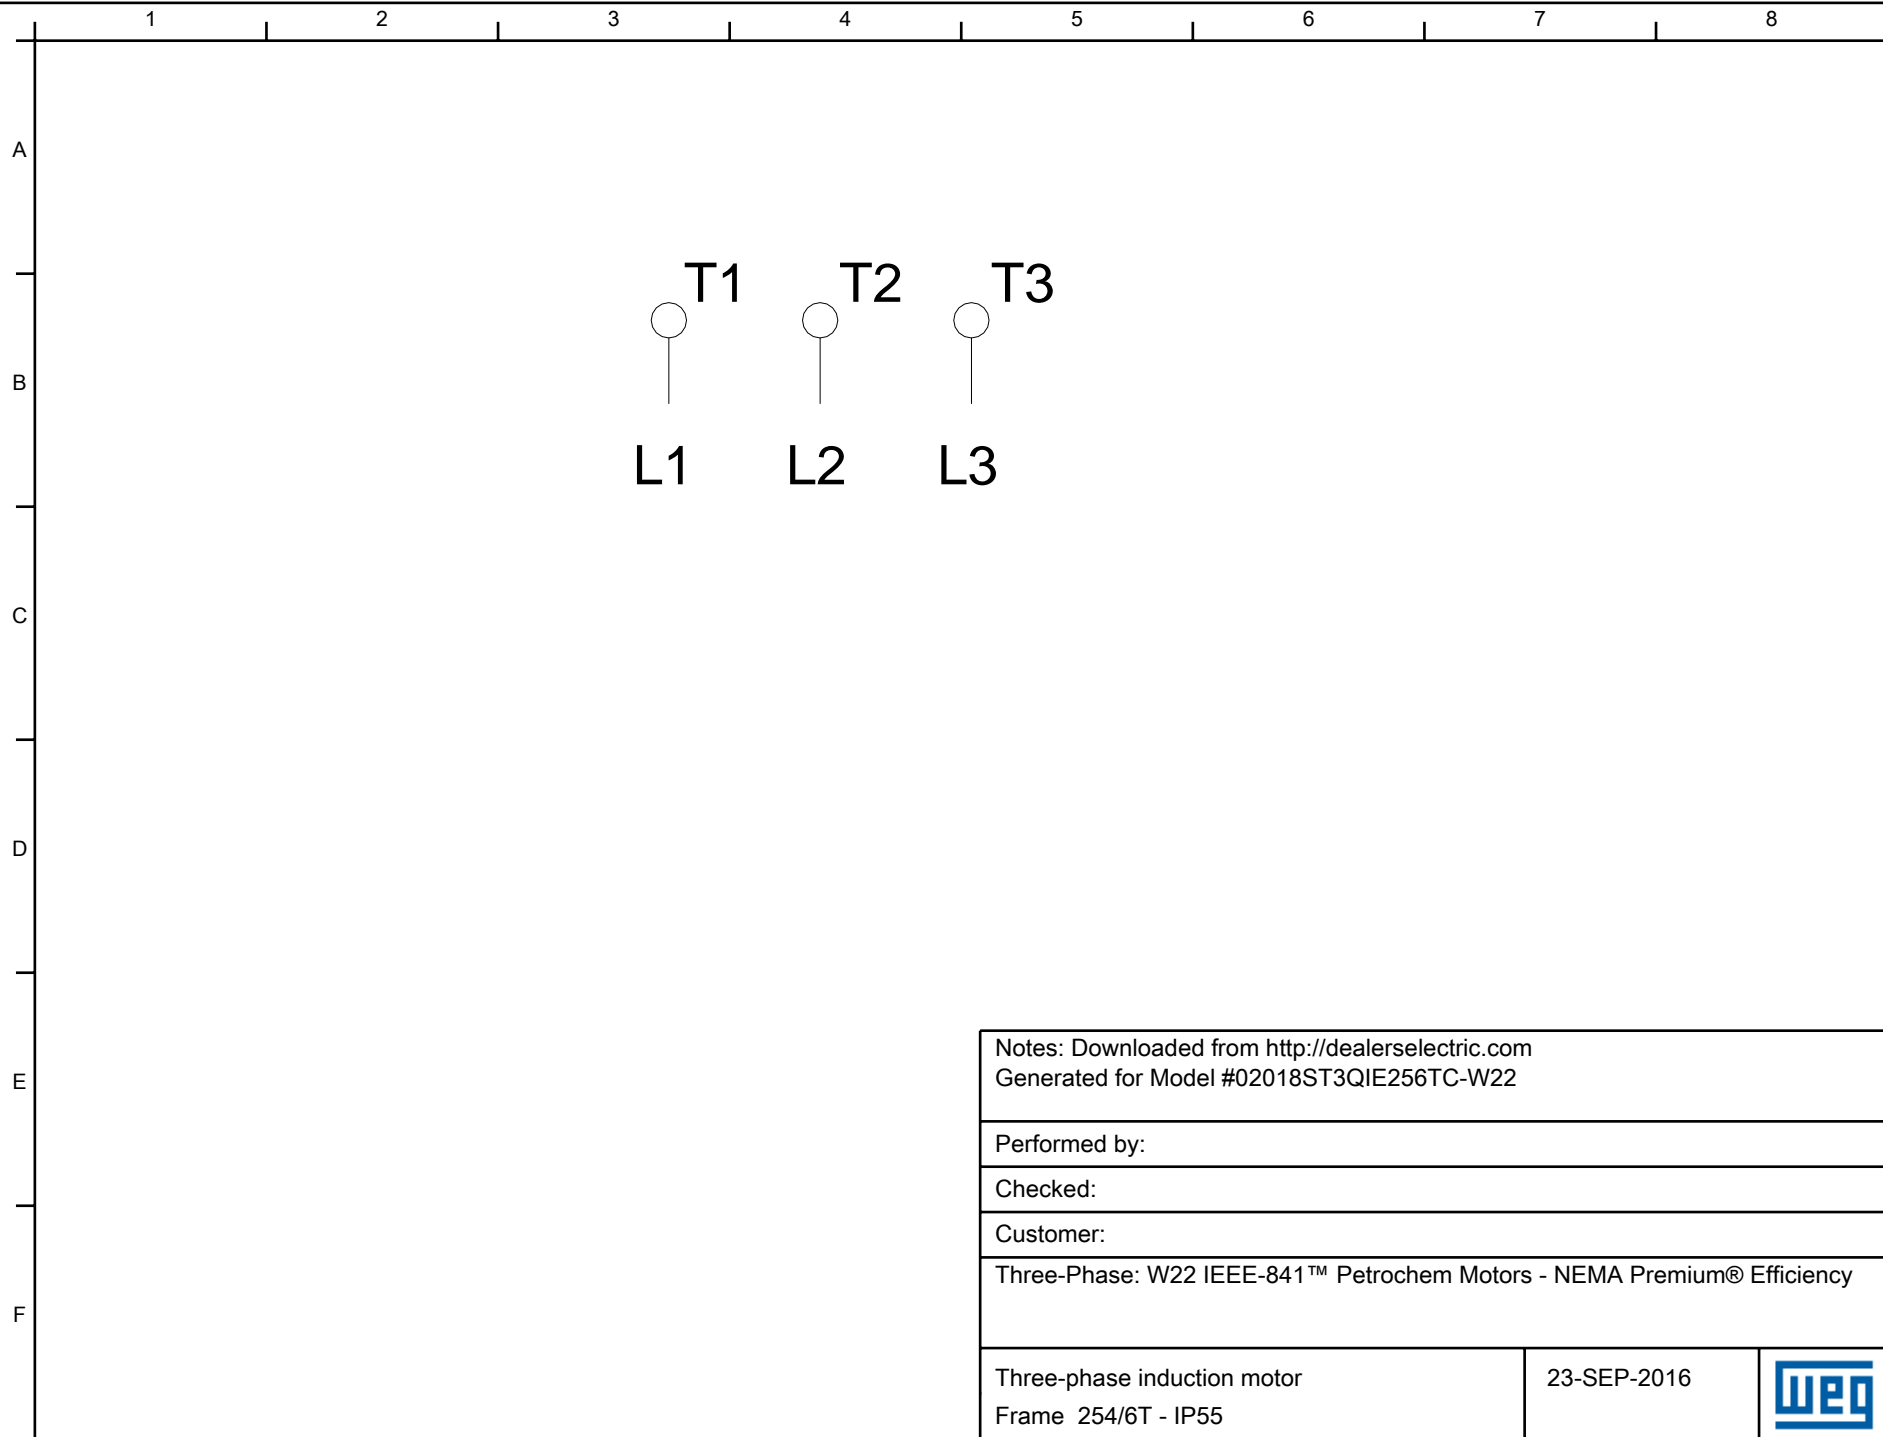 1 2 3 4 5 6 7 8
A
T1 T2 T3
B
L1 L2 L3
C
D
E
Notes: Downloaded from http://dealerselectric.com
Generated for Model #02018ST3QIE256TC-W22
Performed by:
Checked:
Customer:
Three-Phase: W22 IEEE-841™ Petrochem Motors - NEMA Premium® Efficiency
F
Three-phase induction motor
Frame 254/6T - IP55
23-SEP-2016
weg